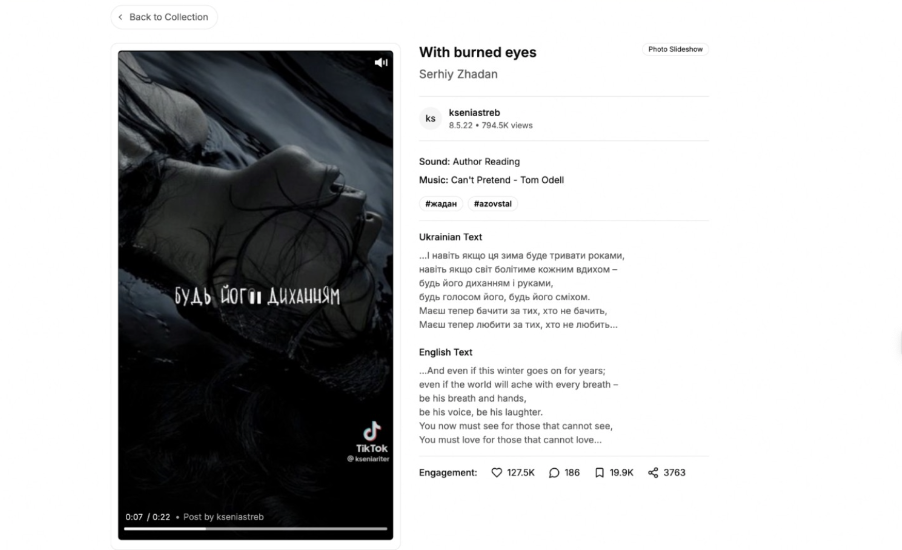 Back to Collection
БУДЬ ЙОГО ДИХАННЯМ
TikTok
@kseniariter
0:07 / 0:22 • Post by kseniastreb
With burned eyes
Photo Slideshow
Serhiy Zhadan
ks
kseniastreb
8.5.22 • 794.5K views
Sound: Author Reading
Music: Can't Pretend - Tom Odell
#жадан #azovstal
Ukrainian Text
...І навіть якщо ця зима буде тривати роками,
навіть якщо світ болітиме кожним вдихом –
будь його диханням і руками,
будь голосом його, будь його сміхом.
Маєш тепер бачити за тих, хто не бачить,
Маєш тепер любити за тих, хто не любить...
English Text
...And even if this winter goes on for years;
even if the world will ache with every breath –
be his breath and hands,
be his voice, be his laughter.
You now must see for those that cannot see,
You must love for those that cannot love...
Engagement: 127.5K 186 19.9K 3763